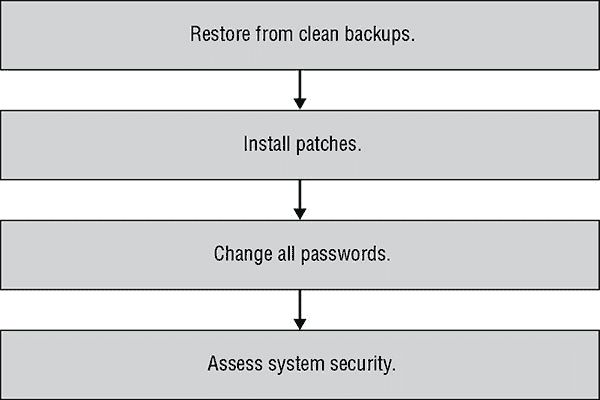 Restore from clean backups.
Install patches.
Change all passwords.
Assess system security.